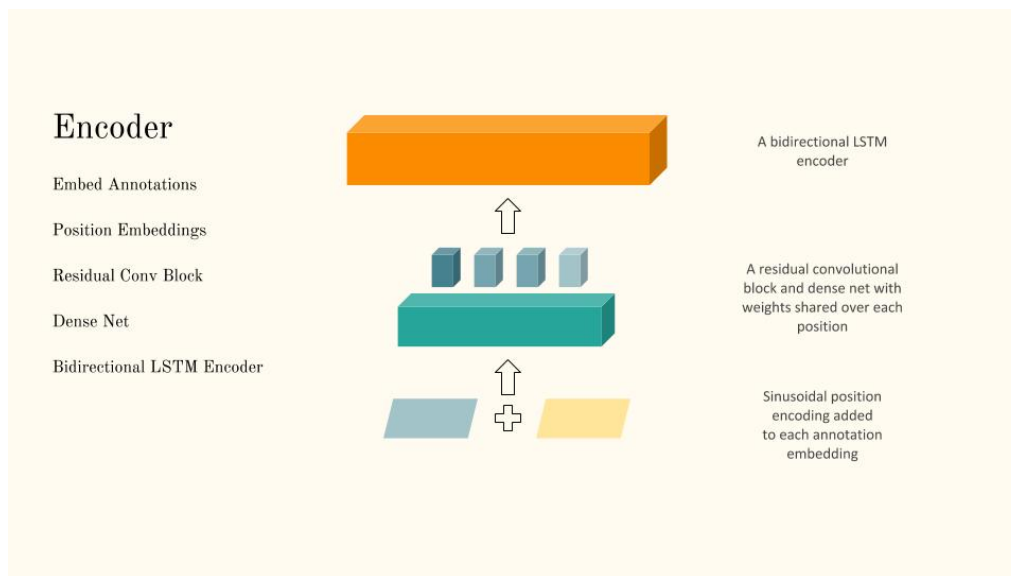 Encoder
Embed Annotations
Position Embeddings
Residual Conv Block
Dense Net
Bidirectional LSTM Encoder
A bidirectional LSTM
encoder
A residual convolutional
block and dense net with
weights shared over each
position
Sinusoidal position
encoding added
to each annotation
embedding